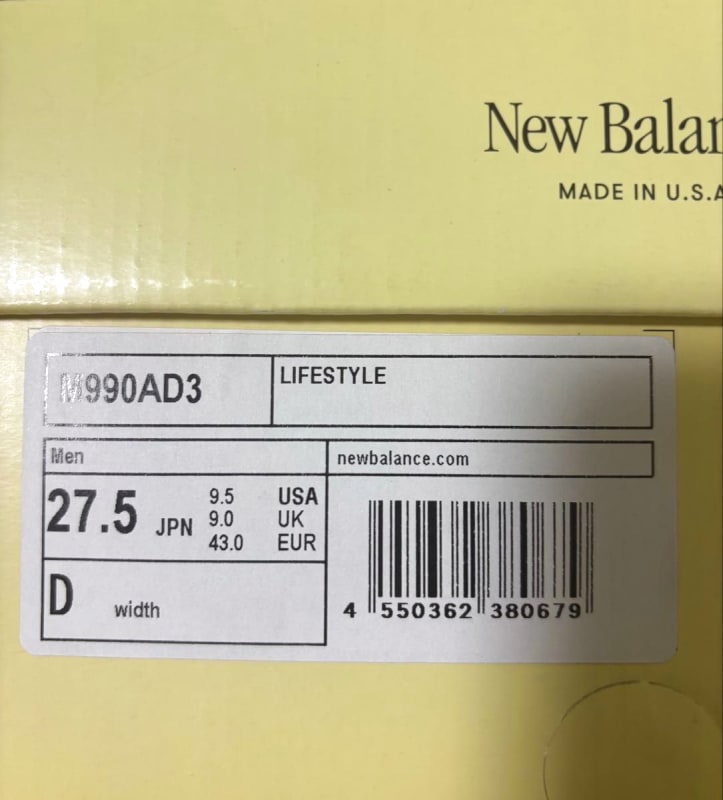 New Balan
MADE IN U.S.A
M990AD3
LIFESTYLE
Men
newbalance.com
27.5 JPN
9.5 USA
9.0 UK
43.0 EUR
D width
4 550362 380679